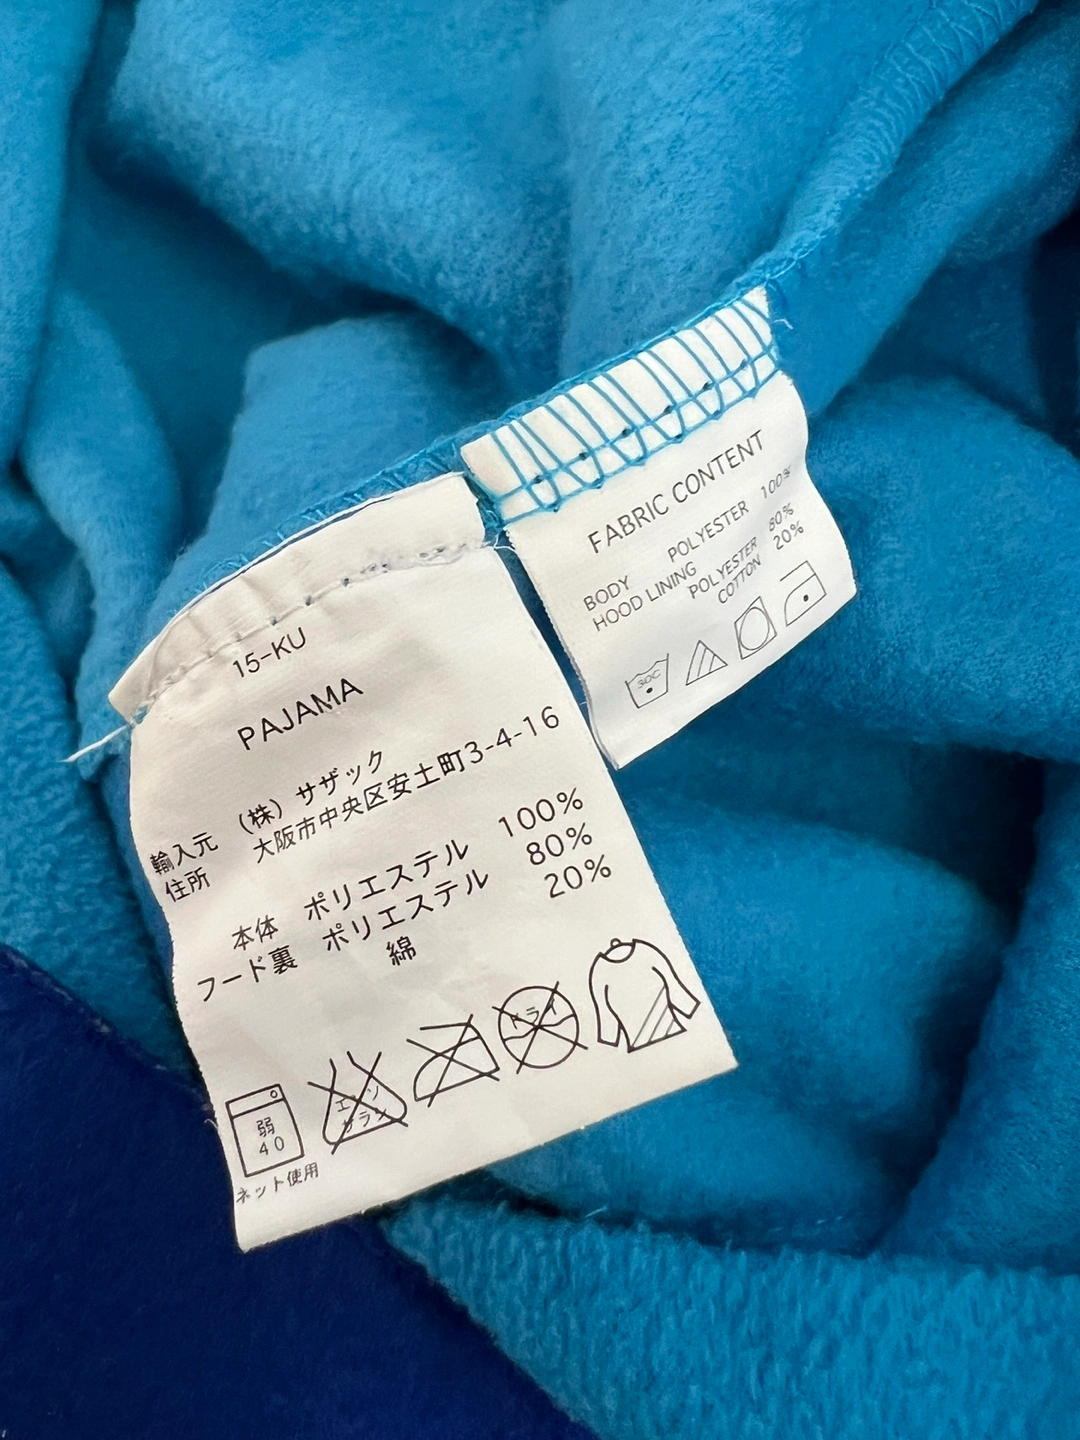 15-KU
PAJAMA
輸入元 (株) サザック
住所 大阪市中央区安土町3-4-16
本体 ポリエステル 100%
フード裏 ポリエステル 80%
綿 20%
弱
40
ネット使用
エンソ
サラシ
ドライ
FABRIC CONTENT
BODY POLYESTER 100%
HOOD LINING POLYESTER 80%
COTTON 20%
30C